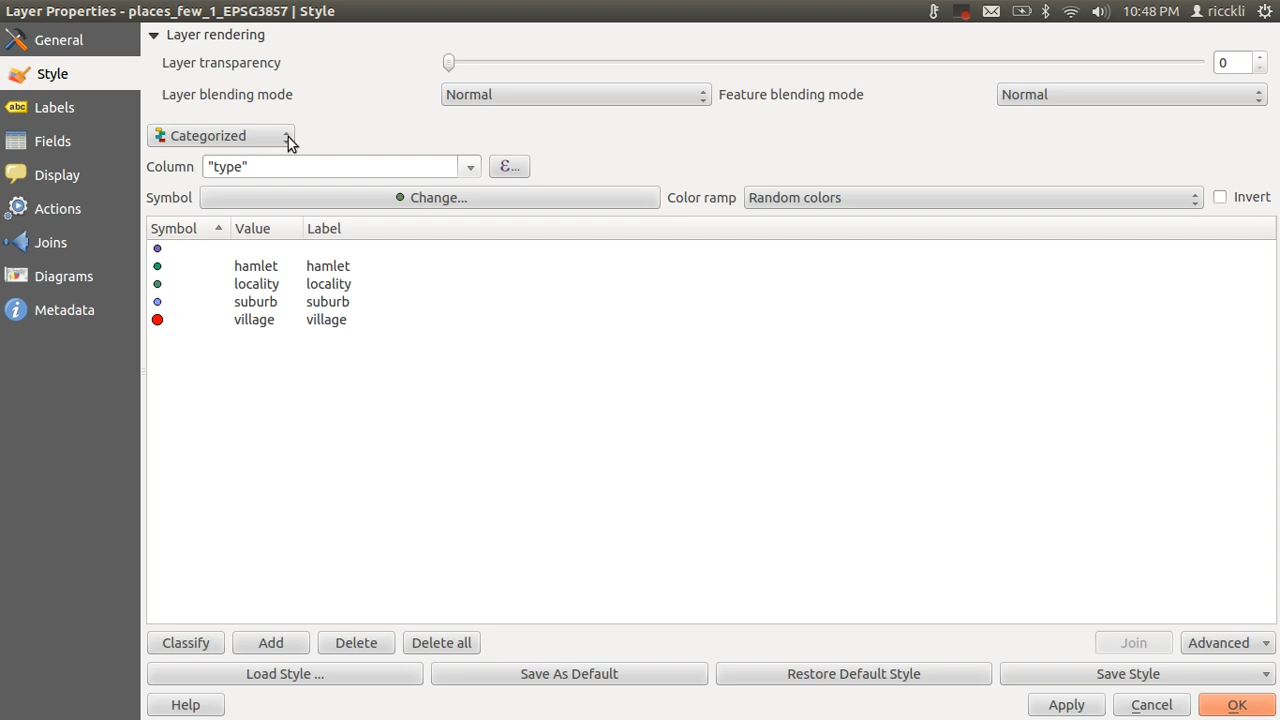 Layer Properties - places_few_1_EPSG3857 | Style
10:48 PM
ricckli
General
Style
abc Labels
Fields
Display
Actions
Joins
Diagrams
Metadata
Layer rendering
Layer transparency
0
Layer blending mode
Normal
Feature blending mode
Normal
Categorized
Column "type" ε...
Symbol Change... Color ramp Random colors Invert
Symbol Value Label
hamlet hamlet
locality locality
suburb suburb
village village
Classify Add Delete Delete all Join Advanced
Load Style ... Save As Default Restore Default Style Save Style
Help Apply Cancel OK